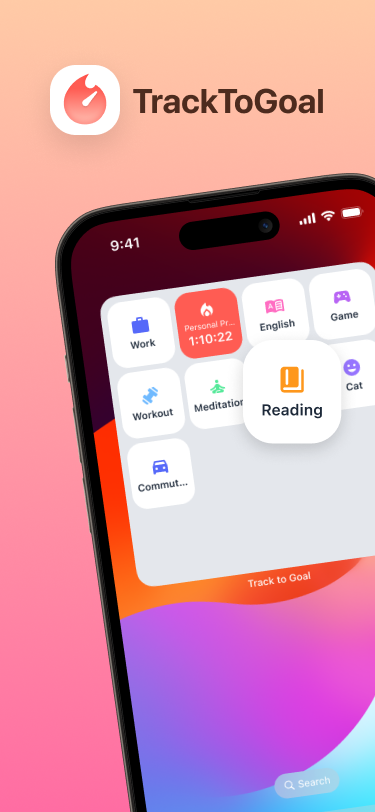 TrackToGoal
9:41
Work
Personal Pr...
1:10:22
English
Game
Workout
Meditation
Reading
Cat
Commut...
Track to Goal
Search